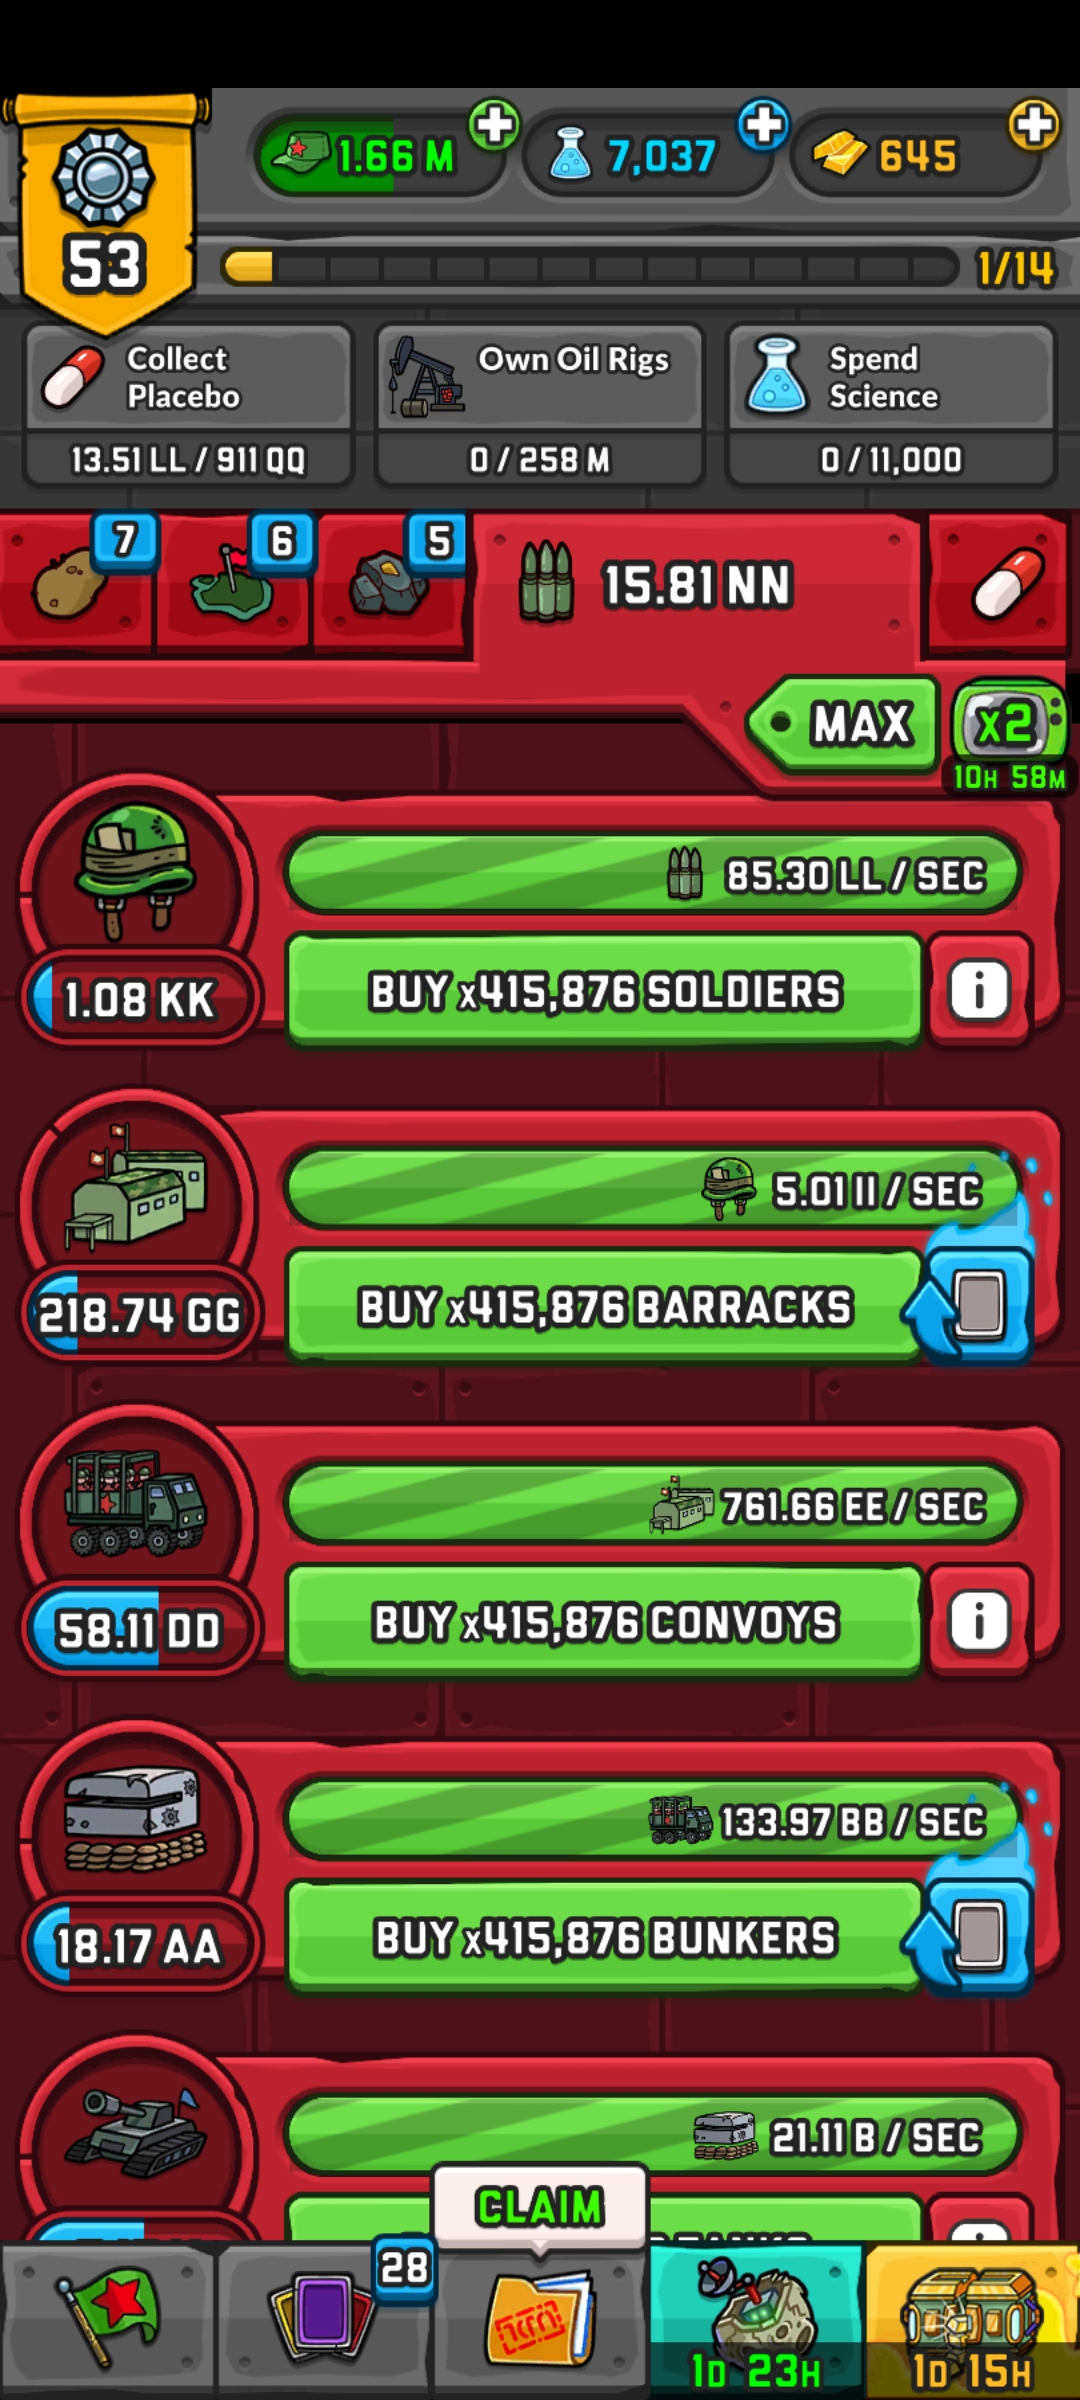 1.66 M
7,037
645
53
1/14
Collect
Placebo
13.51 LL / 911 QQ
Own Oil Rigs
0 / 258 M
Spend
Science
0 / 11,000
7
6
5
15.81 NN
MAX
x2
10H 58M
85.30 LL / SEC
BUY x415,876 SOLDIERS
i
1.08 KK
5.01 II / SEC
BUY x415,876 BARRACKS
218.74 GG
761.66 EE / SEC
BUY x415,876 CONVOYS
i
58.11 DD
133.97 BB / SEC
BUY x415,876 BUNKERS
18.17 AA
21.11 B / SEC
CLAIM
28
1D 23H
1D 15H